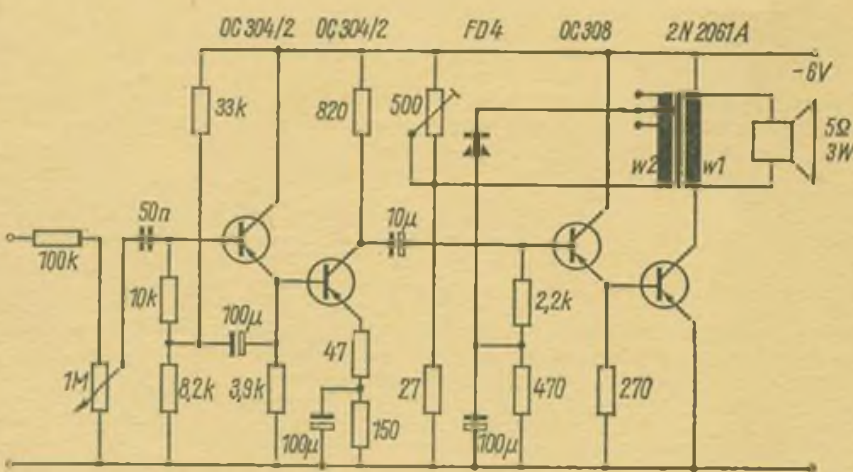 OC304/2 OC304/2 FD4 OC308 2N2061A
-6V
33k
820
500
w2 w1
5Ω
3W
50n
10µ
100k
10k
100µ
2,2k
47
1M
8,2k
3,9k
27
470
270
100µ
150
100µ